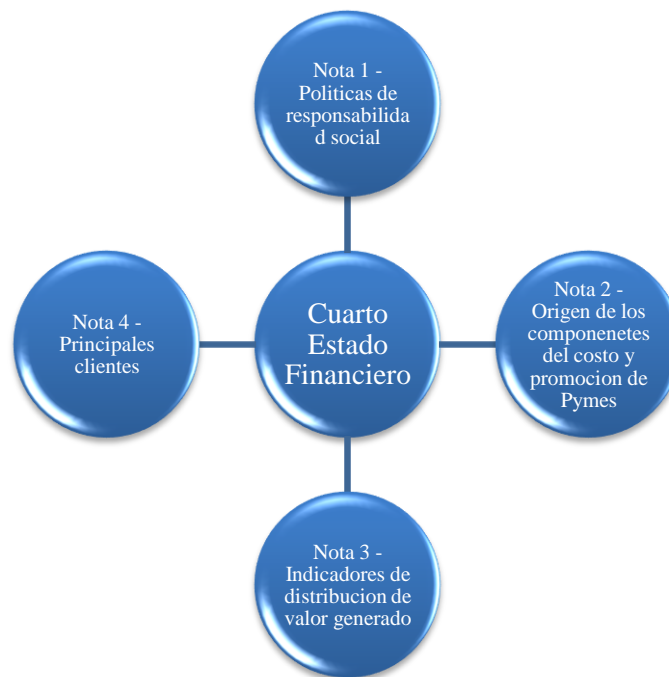 Nota 1 -
Politicas de
responsabilida
d social
Nota 4 -
Principales
clientes
Cuarto
Estado
Financiero
Nota 2 -
Origen de los
componenetes
del costo y
promocion de
Pymes
Nota 3 -
Indicadores de
distribucion de
valor generado